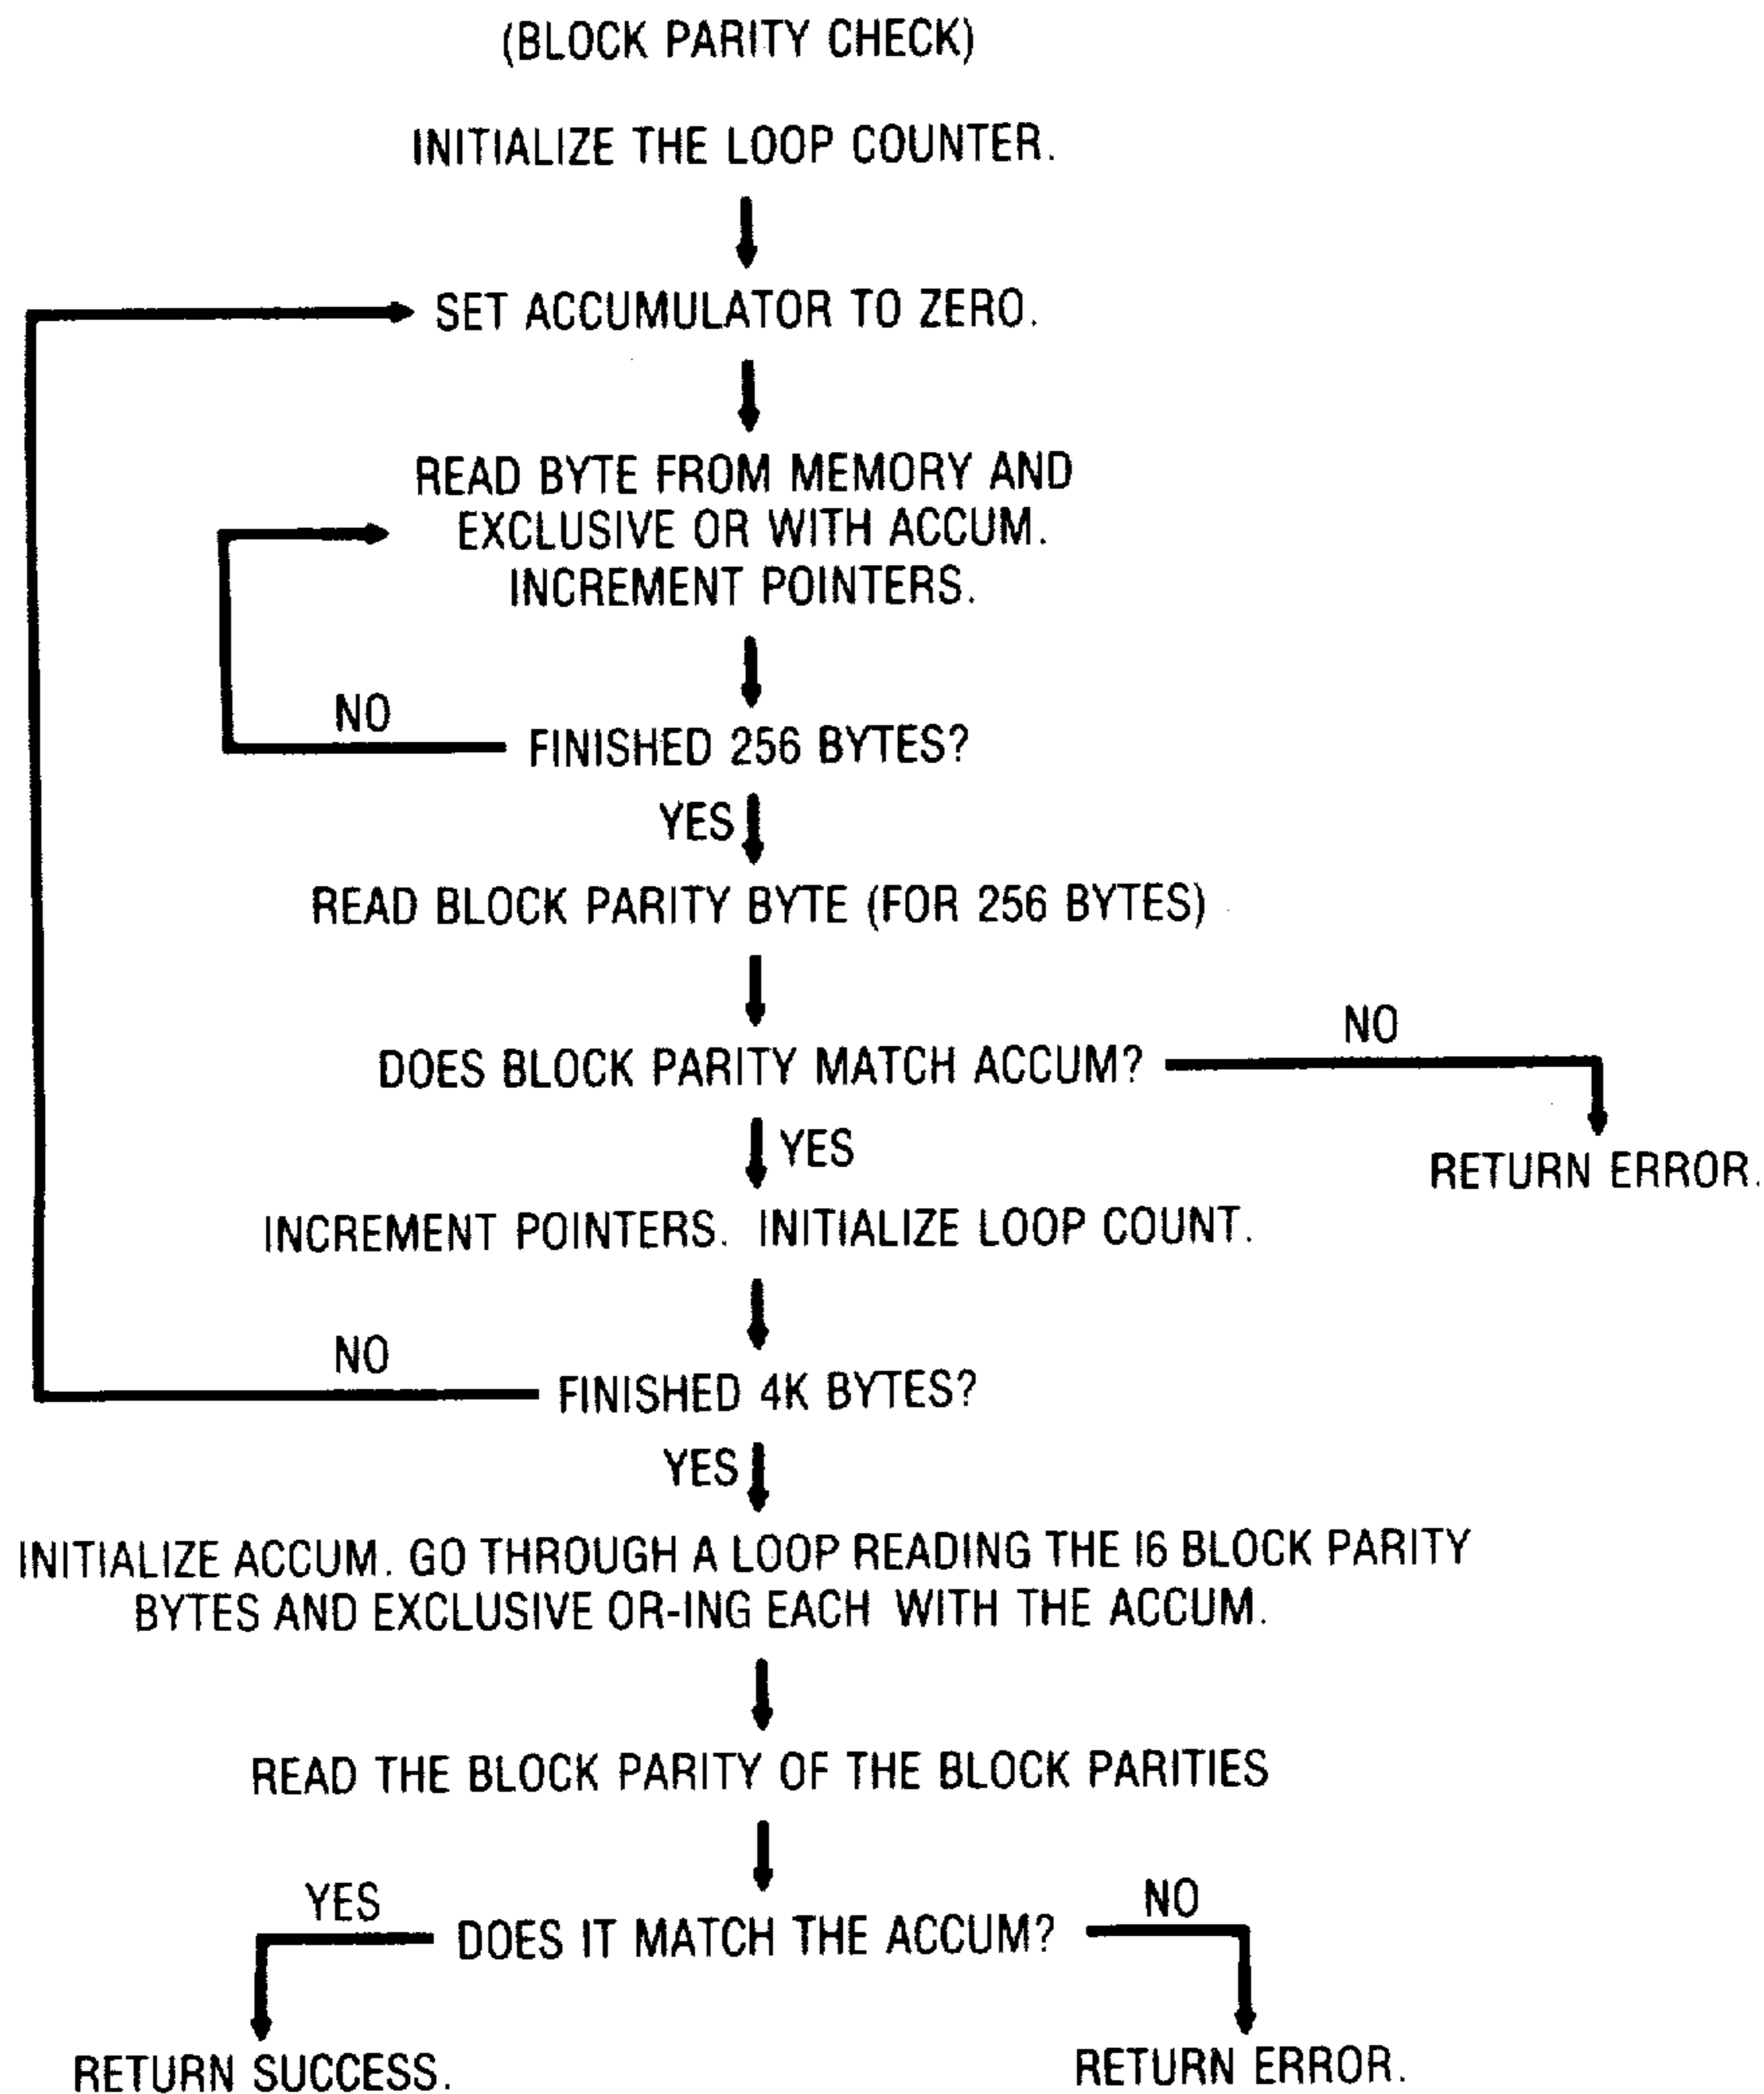 (BLOCK PARITY CHECK)
INITIALIZE THE LOOP COUNTER.
SET ACCUMULATOR TO ZERO.
READ BYTE FROM MEMORY AND
EXCLUSIVE OR WITH ACCUM.
INCREMENT POINTERS.
NO
FINISHED 256 BYTES?
YES
READ BLOCK PARITY BYTE (FOR 256 BYTES)
NO
DOES BLOCK PARITY MATCH ACCUM?
YES
RETURN ERROR.
INCREMENT POINTERS. INITIALIZE LOOP COUNT.
NO
FINISHED 4K BYTES?
YES
INITIALIZE ACCUM. GO THROUGH A LOOP READING THE 16 BLOCK PARITY
BYTES AND EXCLUSIVE OR-ING EACH WITH THE ACCUM.
READ THE BLOCK PARITY OF THE BLOCK PARITIES
YES
NO
DOES IT MATCH THE ACCUM?
RETURN SUCCESS.
RETURN ERROR.